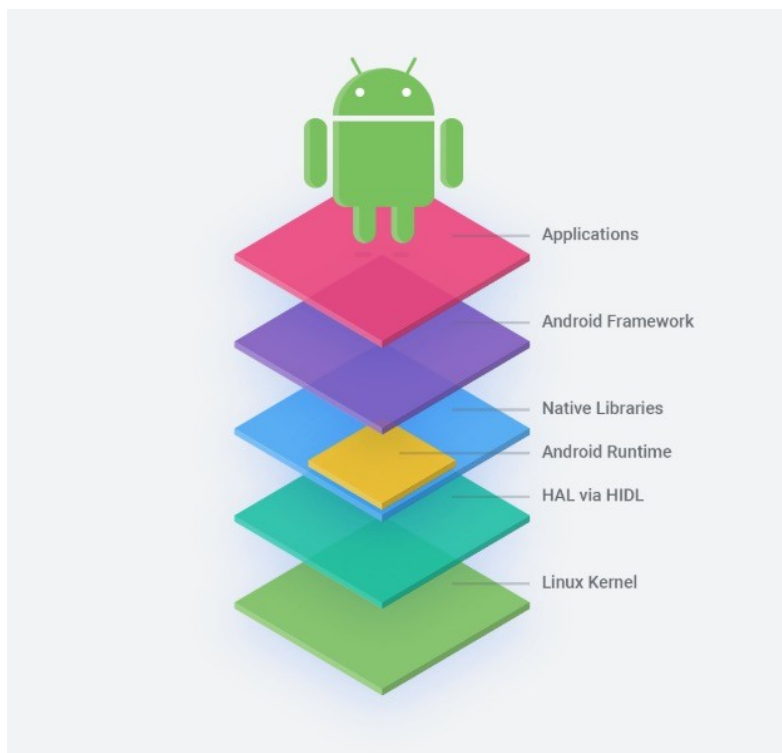 Applications
Android Framework
Native Libraries
Android Runtime
HAL via HIDL
Linux Kernel